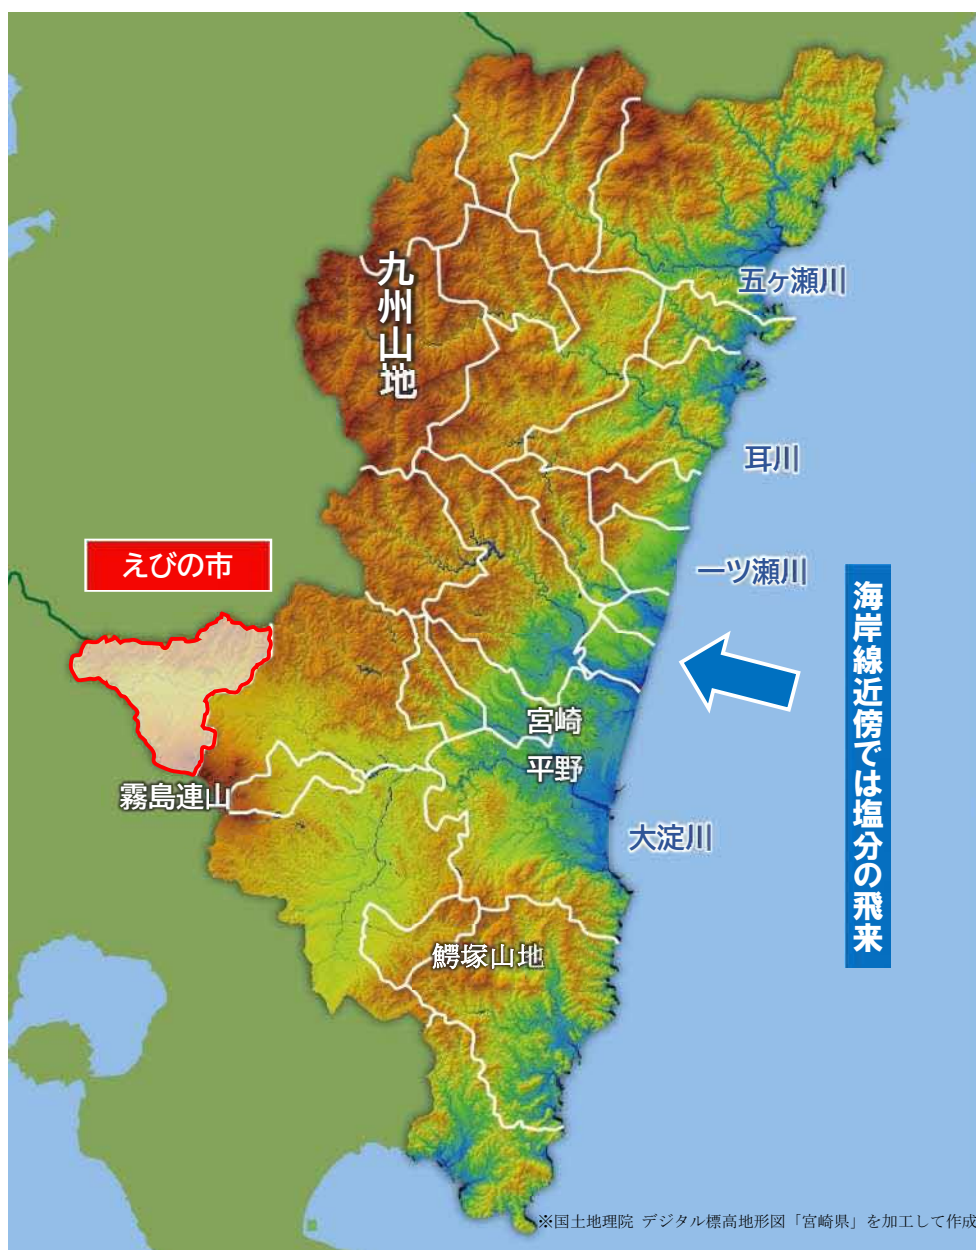 九州山地
五ヶ瀬川
耳川
えびの市
一ツ瀬川
海岸線近傍では塩分の飛来
宮崎
平野
霧島連山
大淀川
鰐塚山地
※国土地理院 デジタル標高地形図「宮崎県」を加工して作成